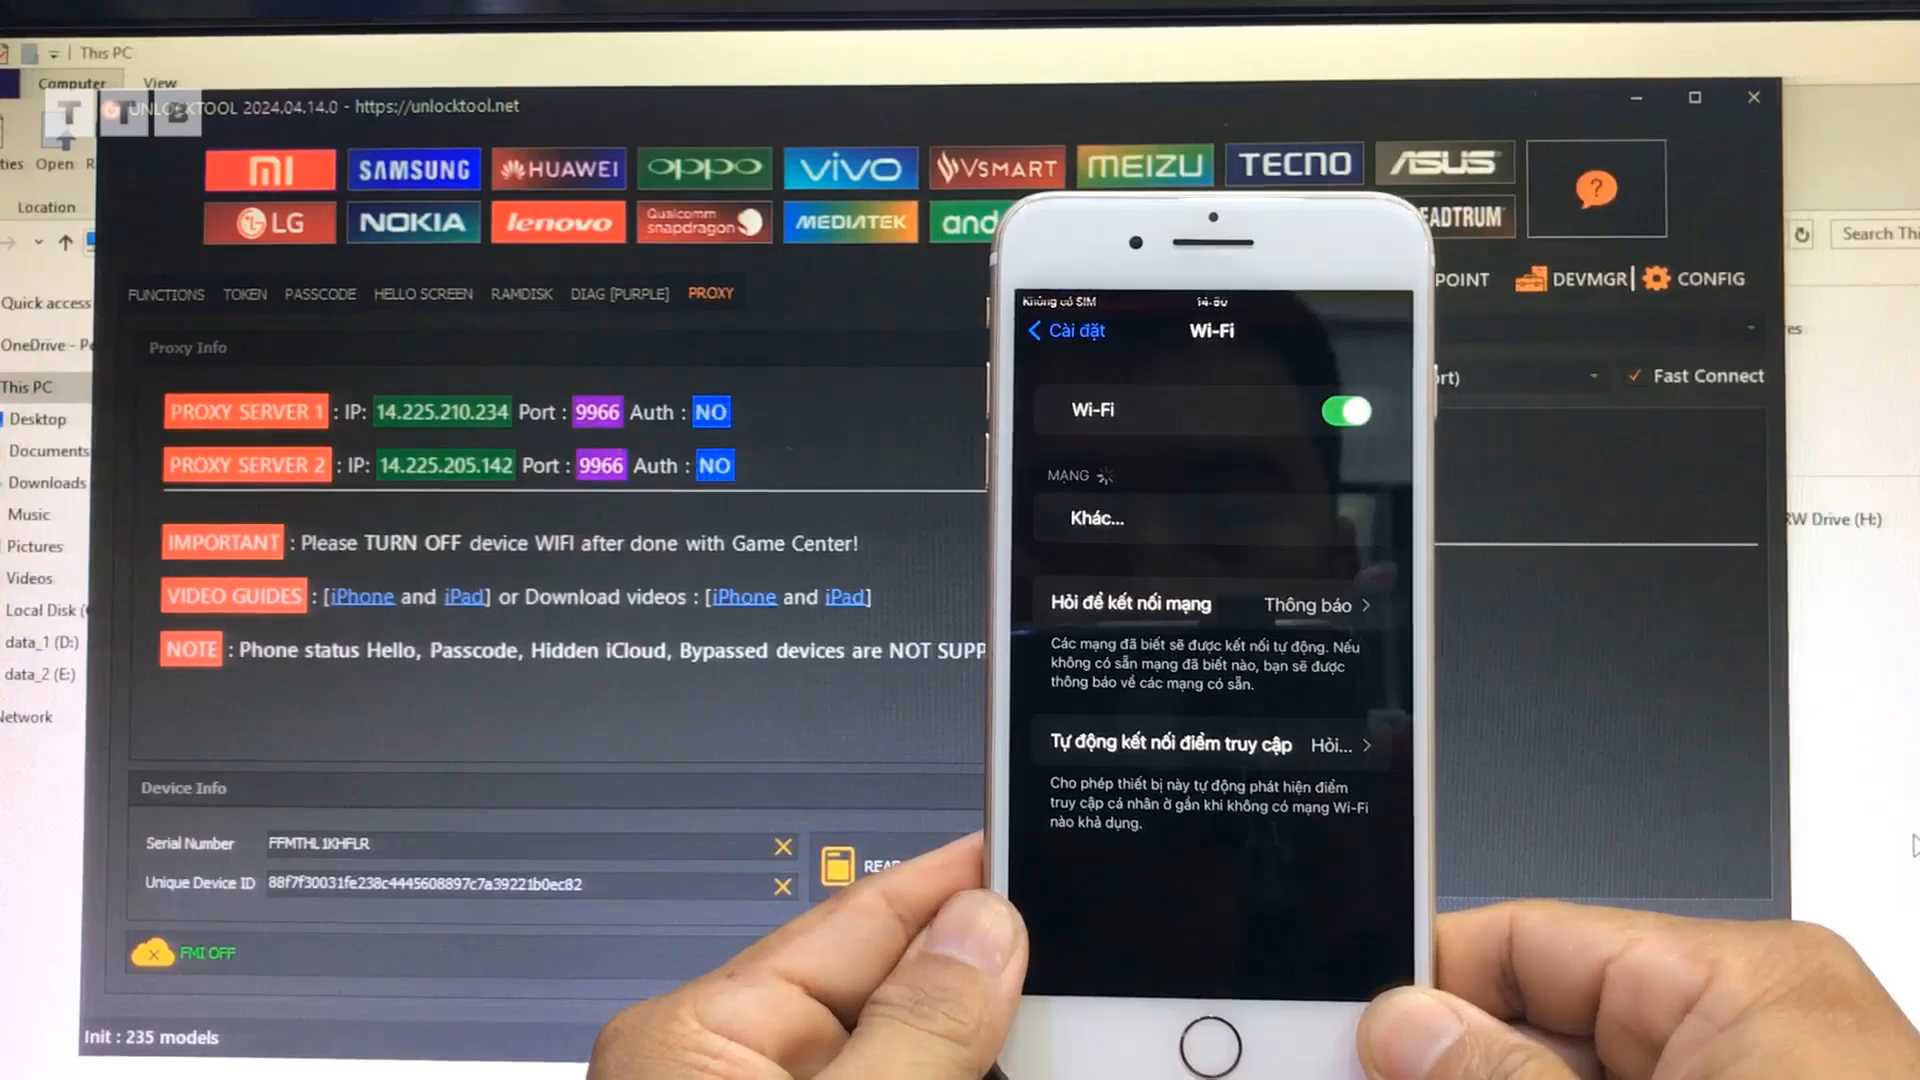 This PC
Computer View
T T B
UNLOCKTOOL 2024.04.14.0 - https://unlocktool.net
Open
Location
MI SAMSUNG HUAWEI oppo vivo VSMART MEIZU TECNO ASUS ?
LG NOKIA lenovo Qualcomm snapdragon MEDIATEK
Search
FUNCTIONS TOKEN PASSCODE HELLO SCREEN RAMDISK DIAG [PURPLE] PROXY
POINT DEVMGR | CONFIG
Fast Connect
Quick access
OneDrive
This PC
Desktop
Documents
Downloads
Music
Pictures
Videos
Local Disk
data_1 (D:)
data_2 (E:)
RW Drive (H:)
Proxy Info
PROXY SERVER 1 : IP: 14.225.210.234 Port : 9966 Auth : NO
PROXY SERVER 2 : IP: 14.225.205.142 Port : 9966 Auth : NO
IMPORTANT : Please TURN OFF device WIFI after done with Game Center!
VIDEO GUIDES : [iPhone and iPad] or Download videos : [iPhone and iPad]
NOTE : Phone status Hello, Passcode, Hidden iCloud, Bypassed devices are NOT SUPP
Device Info
Serial Number FFMTHL1KHFLR
Unique Device ID 88f7f30031fe238c4445608897c7a39221b0ec82
FMI OFF
Init : 235 models
Không có SIM
Cài đặt Wi-Fi
Wi-Fi
MẠNG
Khác...
Hỏi để kết nối mạng Thông báo
Các mạng đã biết sẽ được kết nối tự động. Nếu
không có sẵn mạng đã biết nào, bạn sẽ được
thông báo về các mạng có sẵn.
Tự động kết nối điểm truy cập Hỏi...
Cho phép thiết bị này tự động phát hiện điểm
truy cập cá nhân ở gần khi không có mạng Wi-Fi
nào khả dụng.